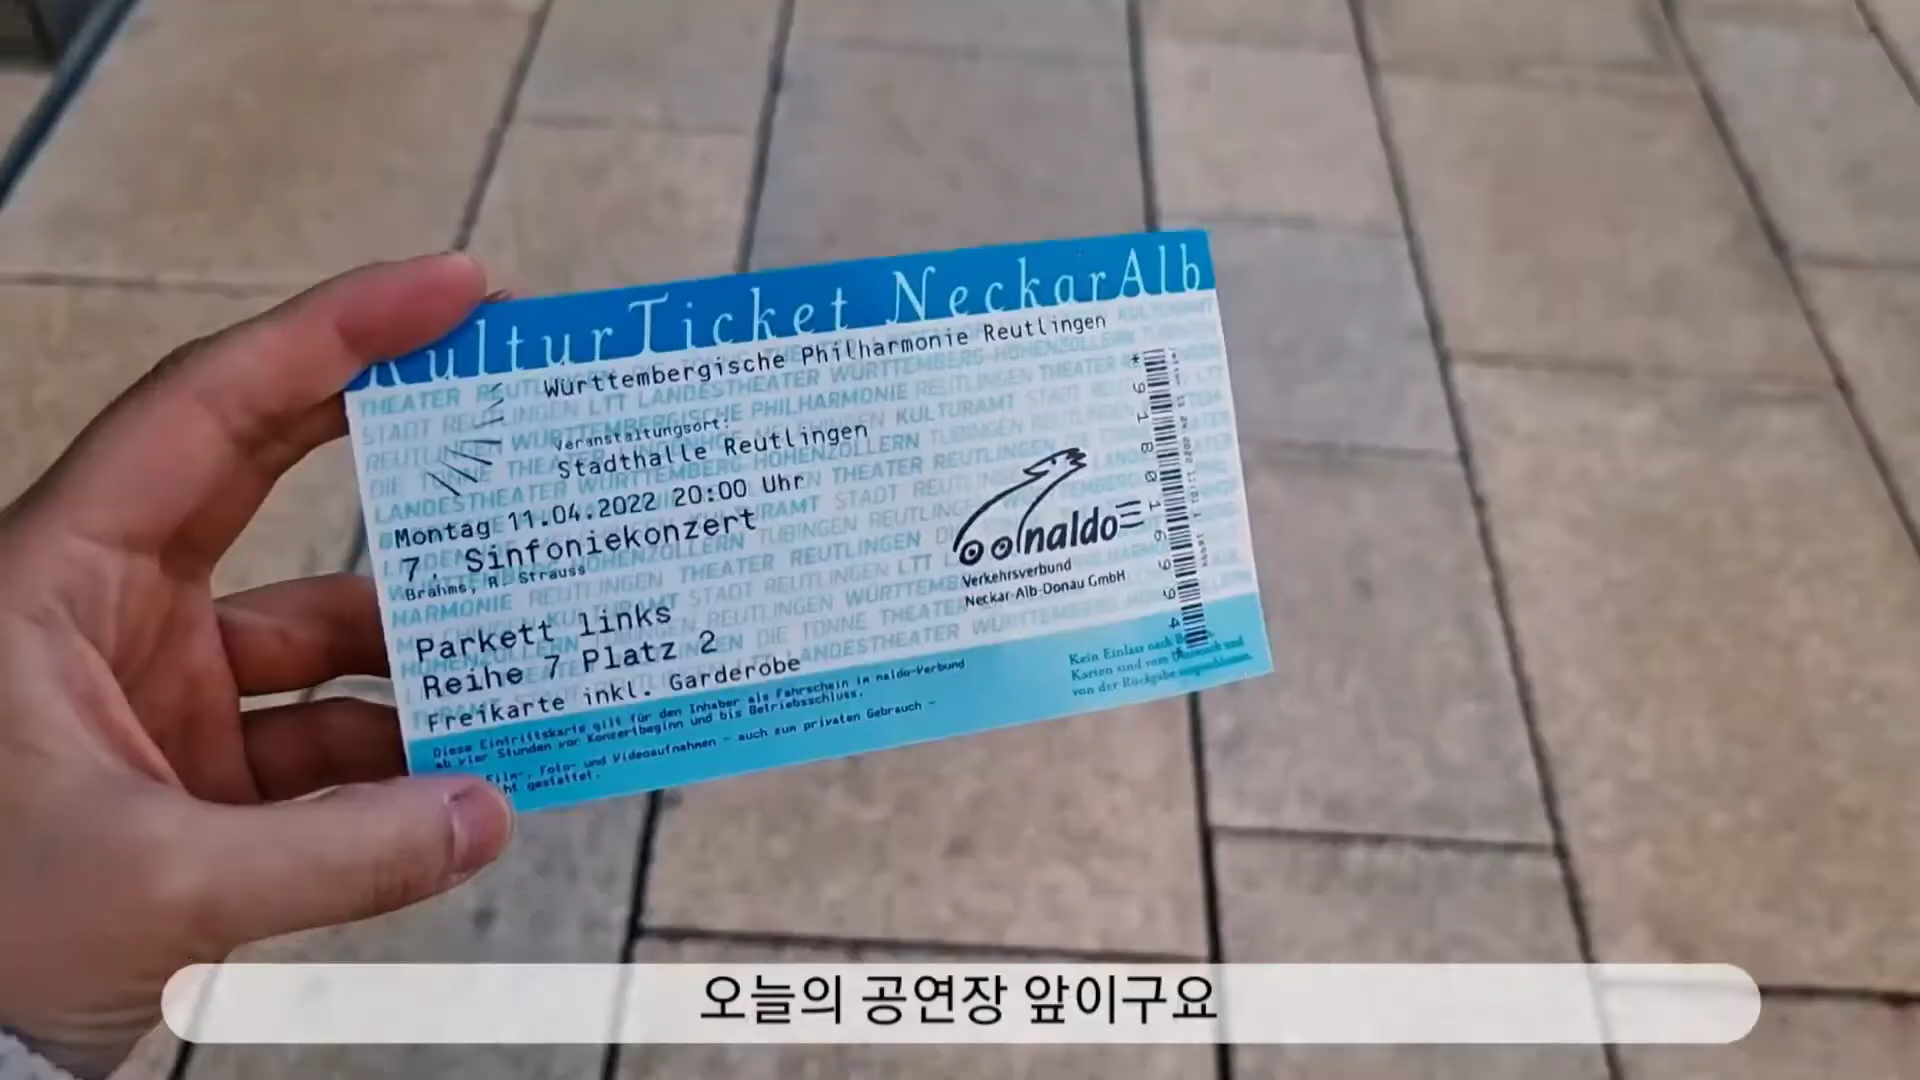 KulturTicket NeckarAlb
Württembergische Philharmonie Reutlingen
Veranstaltungsort:
Stadthalle Reutlingen
Montag 11.04.2022 20:00 Uhr
7. Sinfoniekonzert
Brahms, R. Strauss
Parkett links
Reihe 7 Platz 2
Freikarte inkl. Garderobe
naldo
Verkehrsverbund
Neckar-Alb-Donau GmbH
Diese Eintrittskarte gilt für den Inhaber als Fahrschein im naldo-Verbund
ab vier Stunden vor Konzertbeginn und bis Betriebsschluss.
Film-, Foto- und Videoaufnahmen - auch zum privaten Gebrauch -
gestattet.
Kein Einlass nach
Karten sind vom Umtausch und
von der Rückgabe
오늘의 공연장 앞이구요